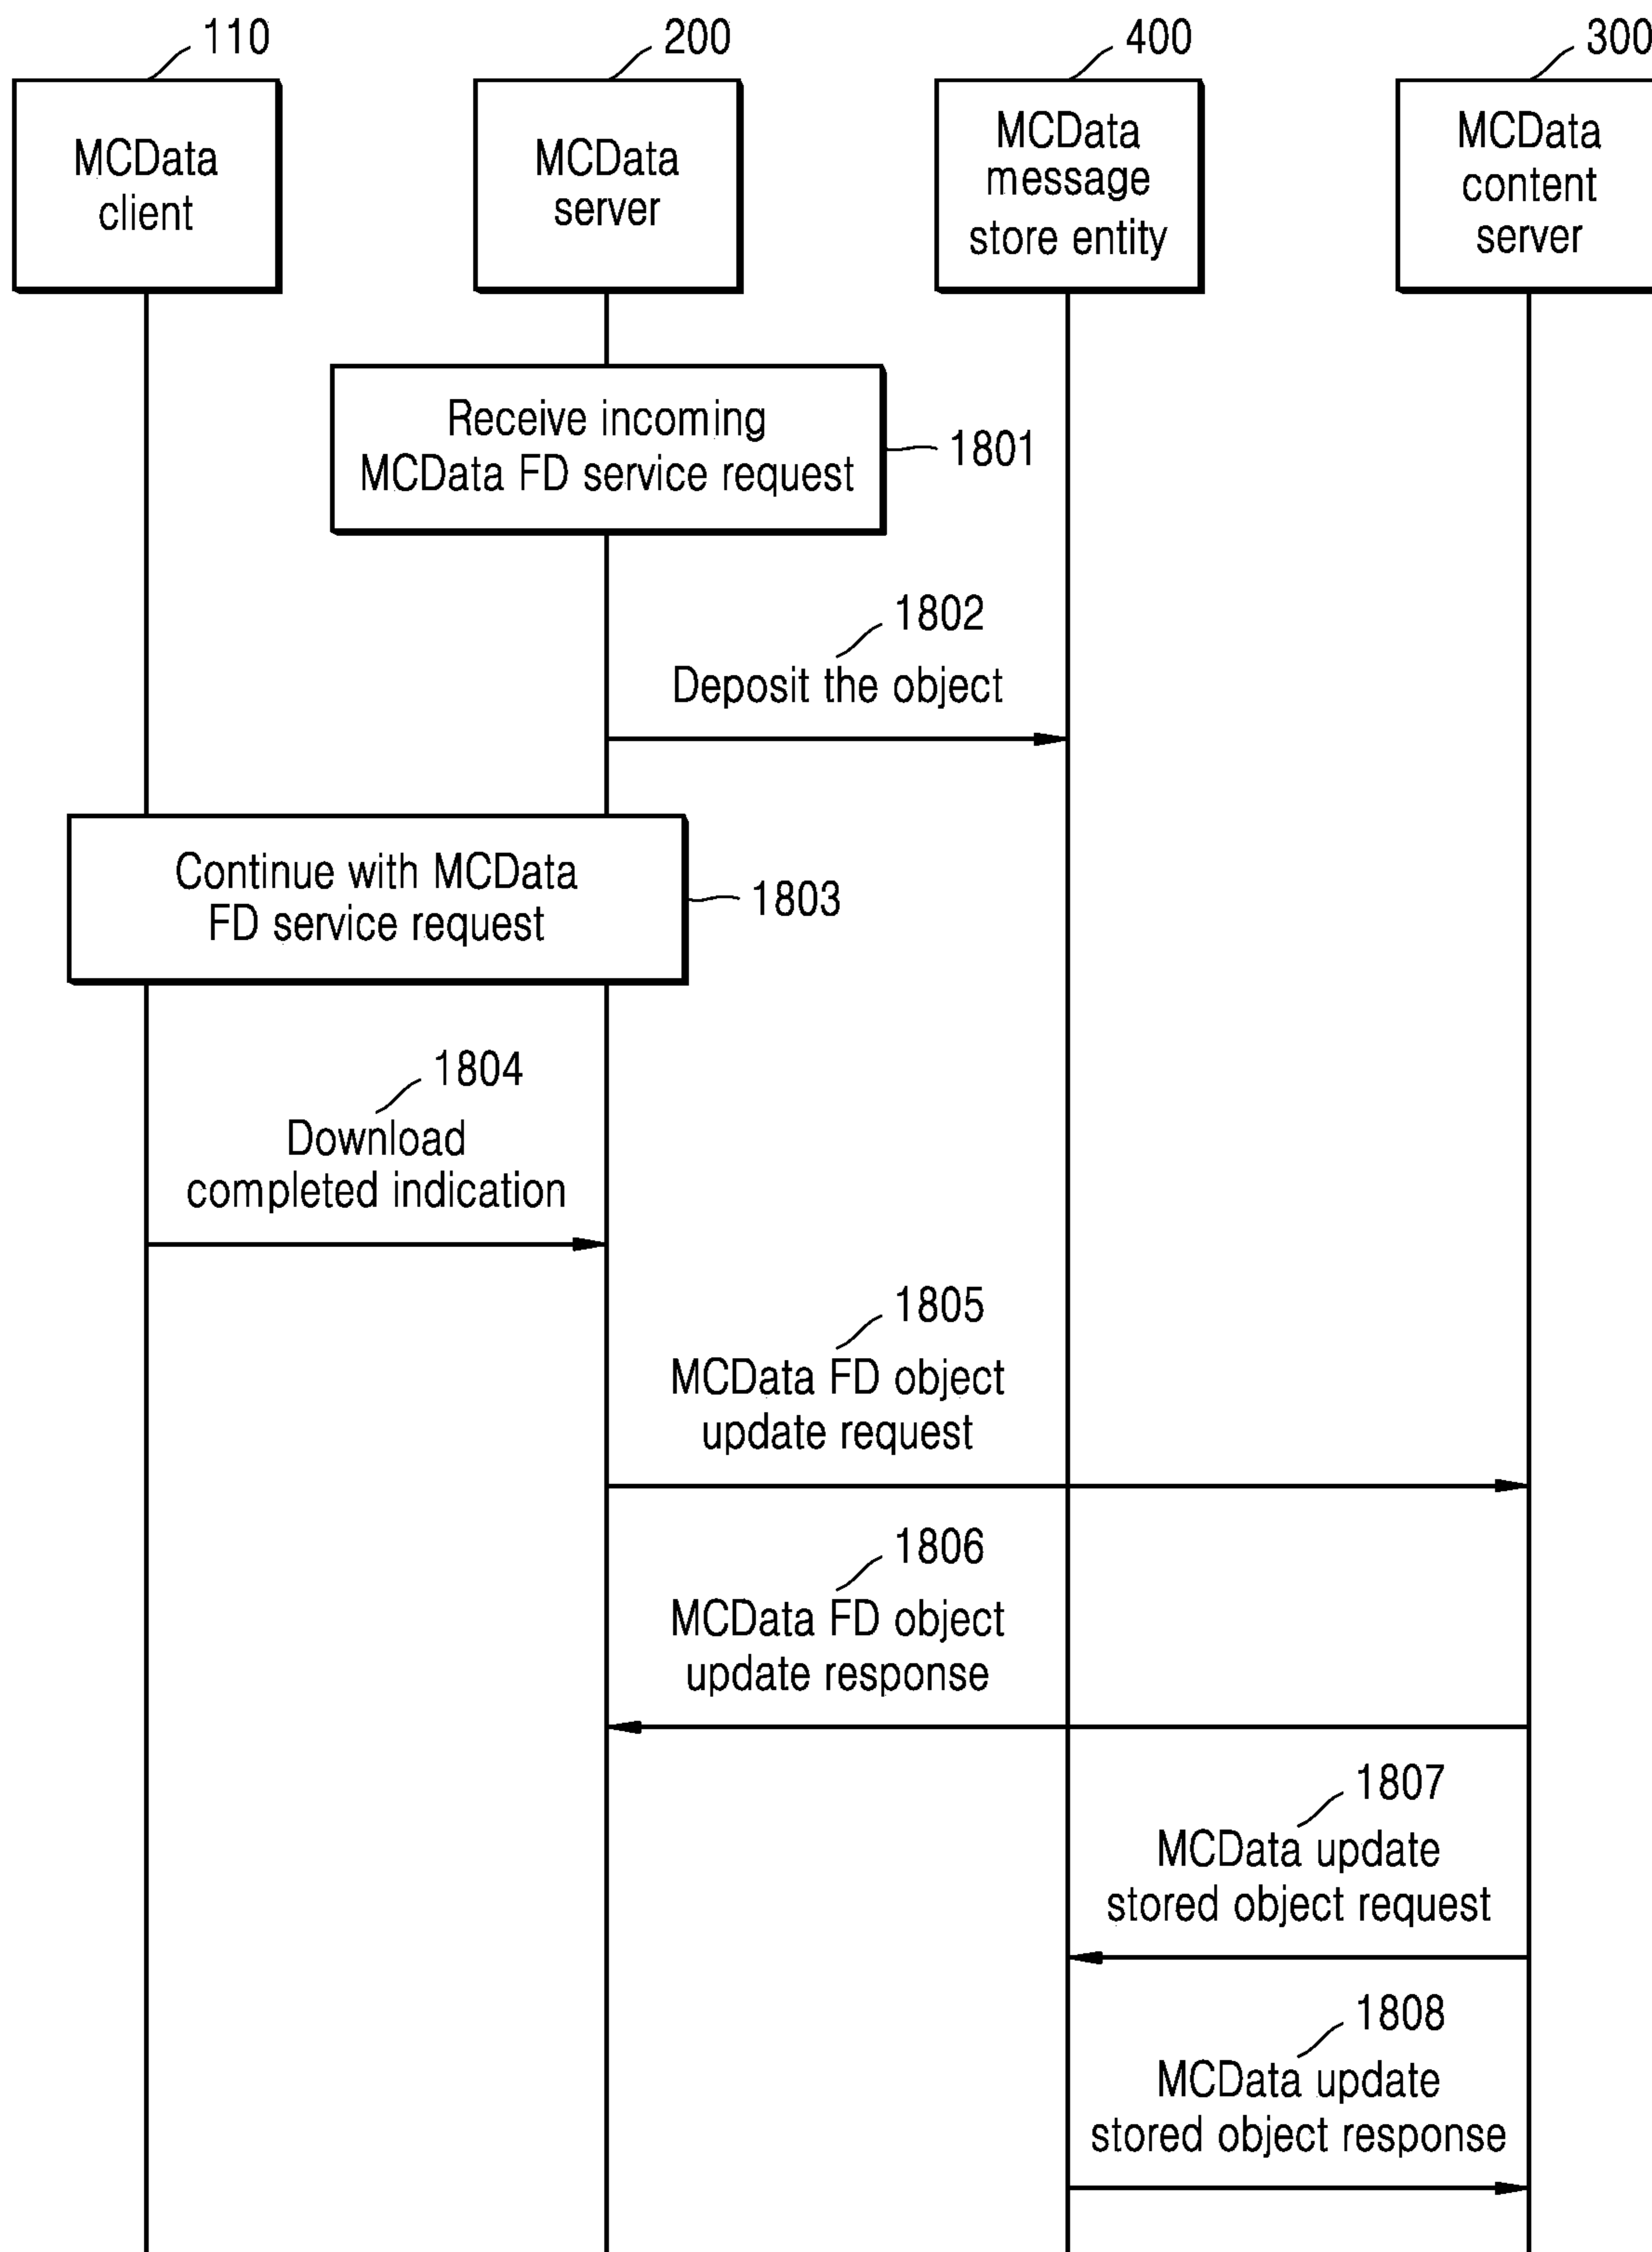 110
200
400
300
MCData
client
MCData
server
MCData
message
store entity
MCData
content
server
Receive incoming
MCData FD service request
1801
1802
Deposit the object
Continue with MCData
FD service request
1803
1804
Download
completed indication
1805
MCData FD object
update request
1806
MCData FD object
update response
1807
MCData update
stored object request
1808
MCData update
stored object response